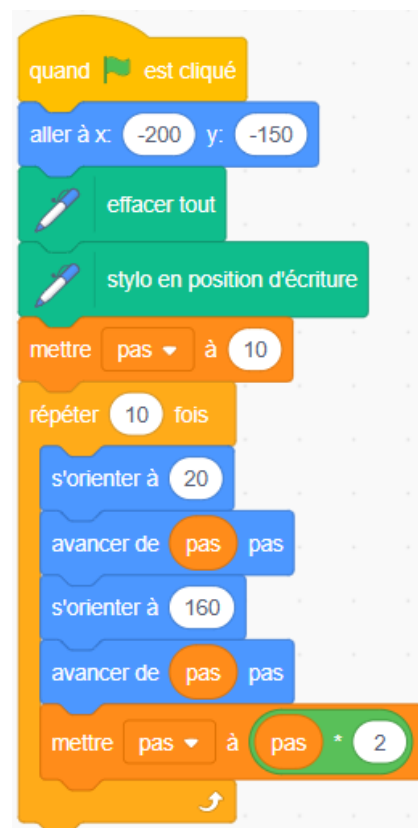 quand est cliqué
aller à x: -200 y: -150
effacer tout
stylo en position d'écriture
mettre pas à 10
répéter 10 fois
s'orienter à 20
avancer de pas pas
s'orienter à 160
avancer de pas pas
mettre pas à pas * 2